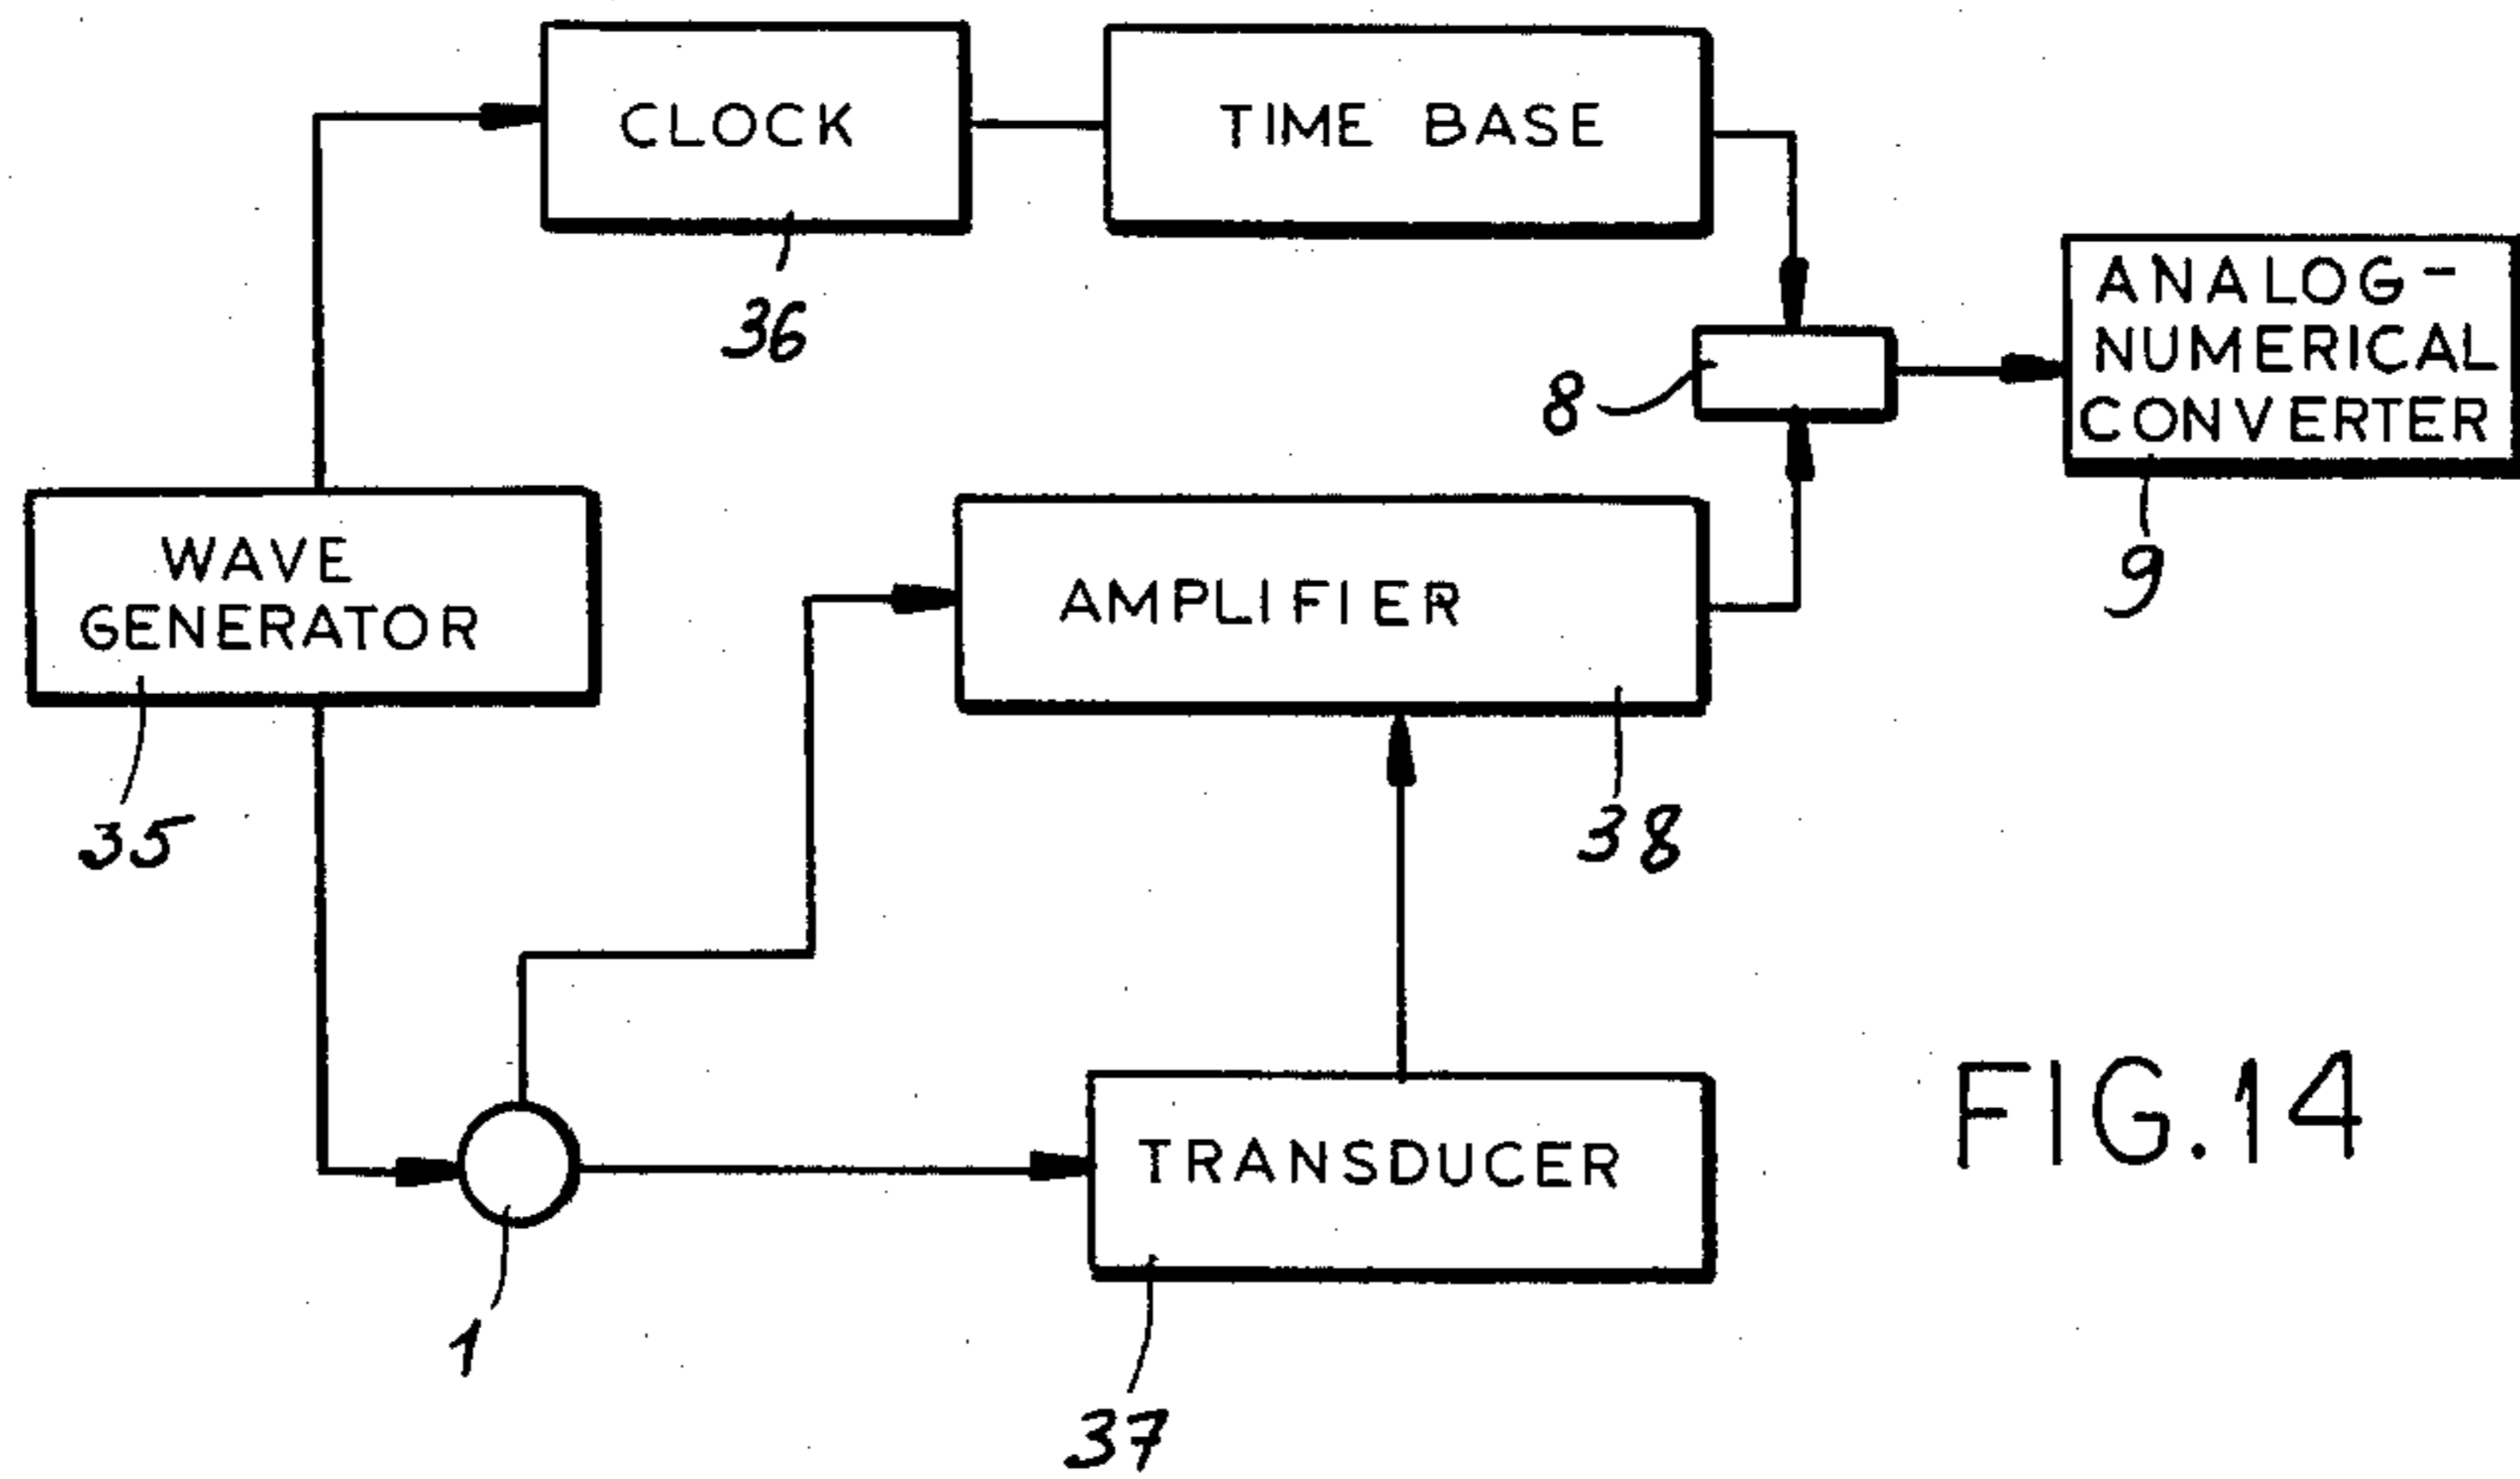 CLOCK
TIME BASE
36
ANALOG-
NUMERICAL
CONVERTER
8
9
WAVE
GENERATOR
35
AMPLIFIER
38
1
TRANSDUCER
37
FIG.14